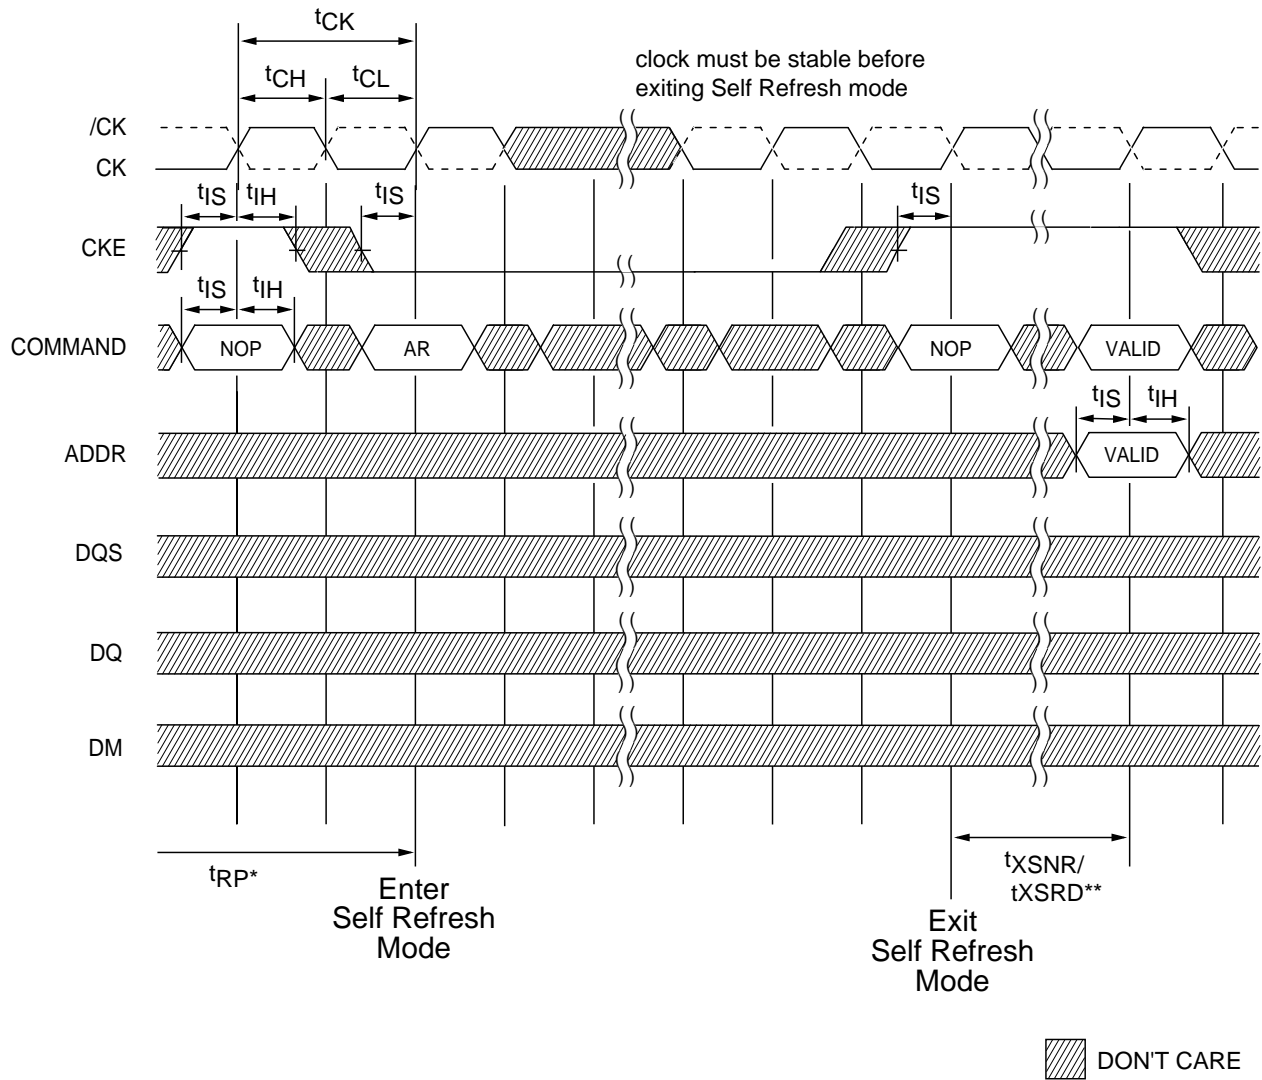 tCK
clock must be stable before
exiting Self Refresh mode
tCH
tCL
/CK
CK
tIS
tIH
tIS
tIS
CKE
tIS
tIH
COMMAND
NOP
AR
NOP
VALID
tIS
tIH
ADDR
VALID
DQS
DQ
DM
tRP*
tXSNR/
tXSRD**
Enter
Self Refresh
Mode
Exit
Self Refresh
Mode
DON'T CARE